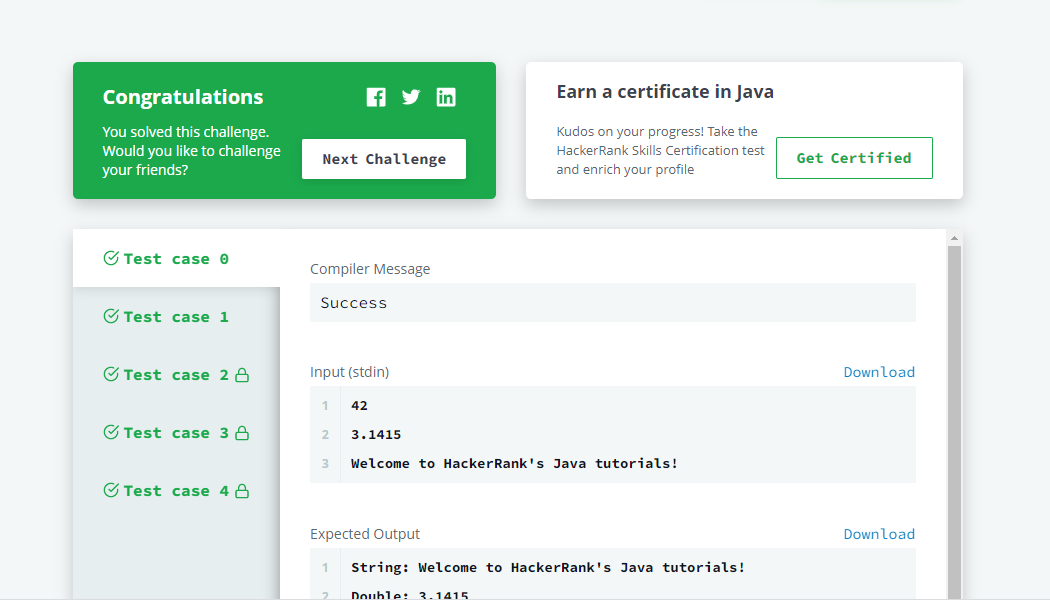 Congratulations
You solved this challenge.
Would you like to challenge
your friends?
Next Challenge
Earn a certificate in Java
Kudos on your progress! Take the
HackerRank Skills Certification test
and enrich your profile
Get Certified
Test case 0
Test case 1
Test case 2
Test case 3
Test case 4
Compiler Message
Success
Input (stdin)
Download
1 42
2 3.1415
3 Welcome to HackerRank's Java tutorials!
Expected Output
Download
1 String: Welcome to HackerRank's Java tutorials!
2 Double: 3.1415